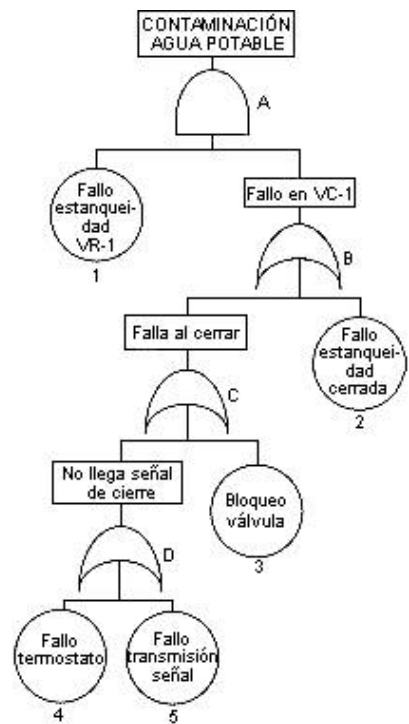 CONTAMINACIÓN
AGUA POTABLE
A
Fallo
estanquei-
dad
VR-1
1
Fallo en VC-1
B
Falla al cerrar
Fallo
estanquei-
dad
cerrada
2
C
No llega señal
de cierre
Bloqueo
válvula
3
D
Fallo
termostato
4
Fallo
transmisión
señal
5